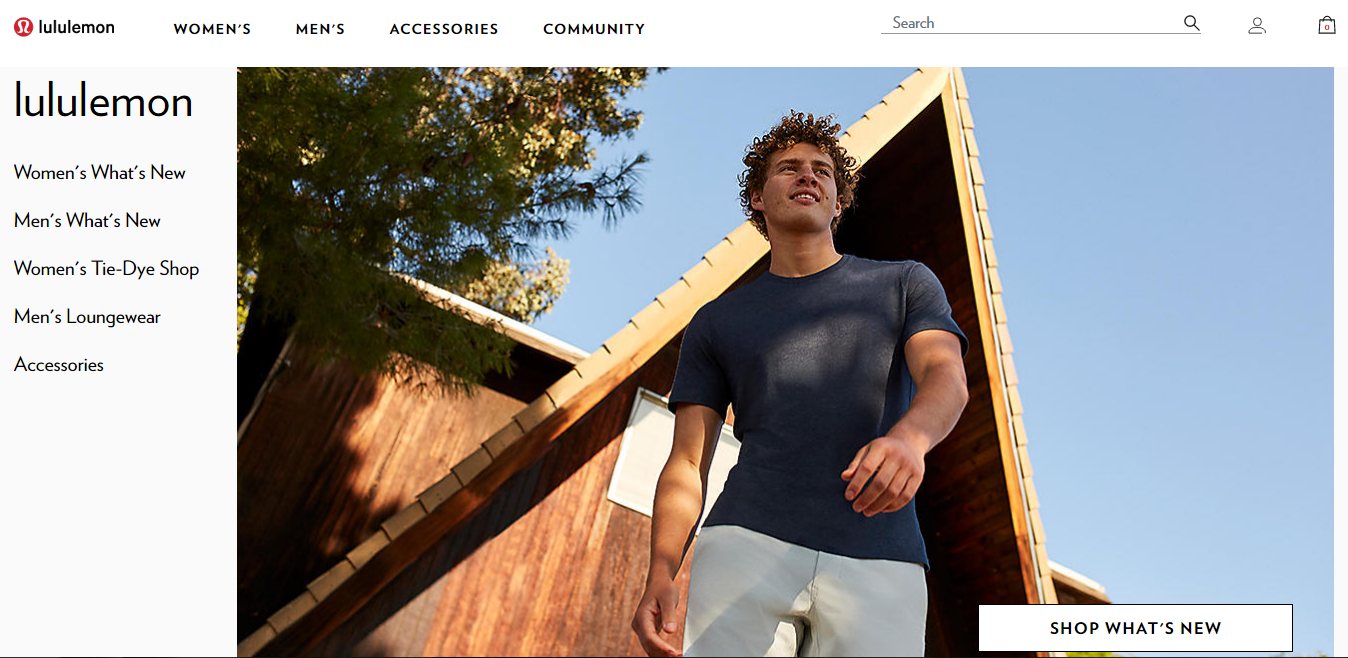 lululemon
WOMEN'S
MEN'S
ACCESSORIES
COMMUNITY
Search
0
lululemon
Women's What's New
Men's What's New
Women's Tie-Dye Shop
Men's Loungewear
Accessories
SHOP WHAT'S NEW